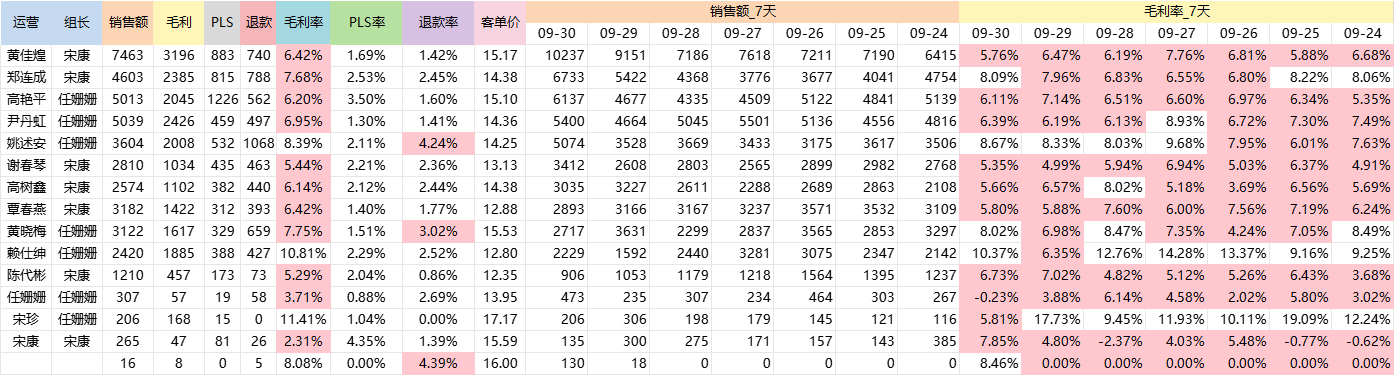 运营 组长 销售额 毛利 PLS 退款 毛利率 PLS率 退款率 客单价 销售额_7天 毛利率_7天
09-30 09-29 09-28 09-27 09-26 09-25 09-24 09-30 09-29 09-28 09-27 09-26 09-25 09-24
黄佳煌 宋康 7463 3196 883 740 6.42% 1.69% 1.42% 15.17 10237 9151 7186 7618 7211 7190 6415 5.76% 6.47% 6.19% 7.76% 6.81% 5.88% 6.68%
郑连成 宋康 4603 2385 815 788 7.68% 2.53% 2.45% 14.38 6733 5422 4368 3776 3677 4041 4754 8.09% 7.96% 6.83% 6.55% 6.80% 8.22% 8.06%
高艳平 任姗姗 5013 2045 1226 562 6.20% 3.50% 1.60% 15.10 6137 4677 4335 4509 5122 4841 5139 6.11% 7.14% 6.51% 6.60% 6.97% 6.34% 5.35%
尹丹虹 任姗姗 5039 2426 459 497 6.95% 1.30% 1.41% 14.36 5400 4664 5045 5501 5136 4556 4816 6.39% 6.19% 6.13% 8.93% 6.72% 7.30% 7.49%
姚述安 任姗姗 3604 2008 532 1068 8.39% 2.11% 4.24% 14.25 5074 3528 3669 3433 3175 3617 3506 8.67% 8.33% 8.03% 9.68% 7.95% 6.01% 7.63%
谢春琴 宋康 2810 1034 435 463 5.44% 2.21% 2.36% 13.13 3412 2608 2803 2565 2899 2982 2768 5.35% 4.99% 5.94% 6.94% 5.03% 6.37% 4.91%
高树鑫 宋康 2574 1102 382 440 6.14% 2.12% 2.44% 14.38 3035 3227 2611 2288 2689 2863 2108 5.66% 6.57% 8.02% 5.18% 3.69% 6.56% 5.69%
覃春燕 宋康 3182 1422 312 393 6.42% 1.40% 1.77% 12.88 2893 3166 3167 3237 3571 3532 3109 5.80% 5.88% 7.60% 6.00% 7.56% 7.19% 6.24%
黄晓梅 任姗姗 3122 1617 329 659 7.75% 1.51% 3.02% 15.53 2717 3631 2299 2837 3565 2853 3297 8.02% 6.98% 8.47% 7.35% 4.24% 7.05% 8.49%
赖仕绅 任姗姗 2420 1885 388 427 10.81% 2.29% 2.52% 12.80 2229 1592 2440 3281 3075 2347 2142 10.37% 6.35% 12.76% 14.28% 13.37% 9.16% 9.25%
陈代彬 宋康 1210 457 173 73 5.29% 2.04% 0.86% 12.35 906 1053 1179 1218 1564 1395 1237 6.73% 7.02% 4.82% 5.12% 5.26% 6.43% 3.68%
任姗姗 任姗姗 307 57 19 58 3.71% 0.88% 2.69% 13.95 473 235 307 234 464 303 267 -0.23% 3.88% 6.14% 4.58% 2.02% 5.80% 3.02%
宋珍 任姗姗 206 168 15 0 11.41% 1.04% 0.00% 17.17 206 306 198 179 145 121 116 5.81% 17.73% 9.45% 11.93% 10.11% 19.09% 12.24%
宋康 宋康 265 47 81 26 2.31% 4.35% 1.39% 15.59 135 300 275 171 157 143 385 7.85% 4.80% -2.37% 4.03% 5.48% -0.77% -0.62%
16 8 0 5 8.08% 0.00% 4.39% 16.00 130 18 0 0 0 0 0 8.46% 0.00% 0.00% 0.00% 0.00% 0.00% 0.00%